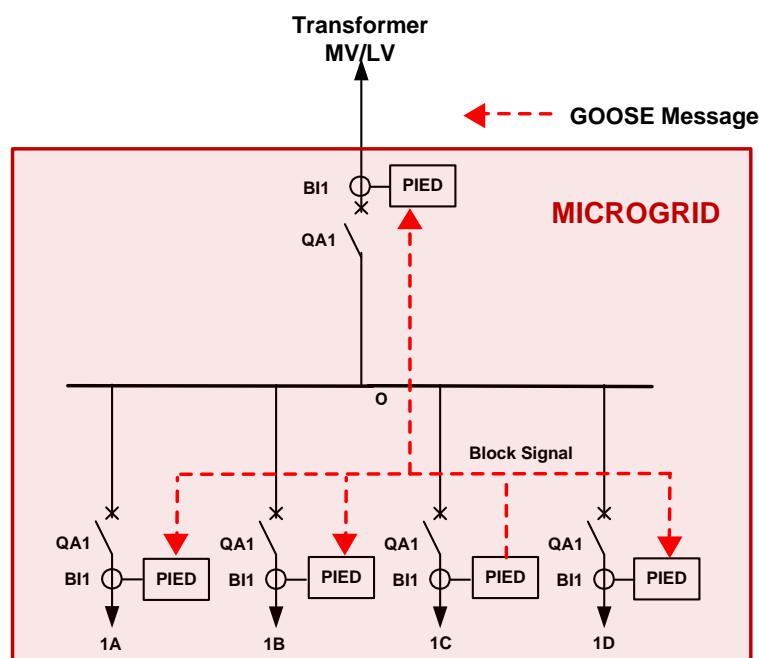 Transformer
MV/LV
GOOSE Message
BI1
PIED
MICROGRID
QA1
O
Block Signal
QA1
QA1
QA1
QA1
BI1
PIED
BI1
PIED
BI1
PIED
BI1
PIED
1A
1B
1C
1D